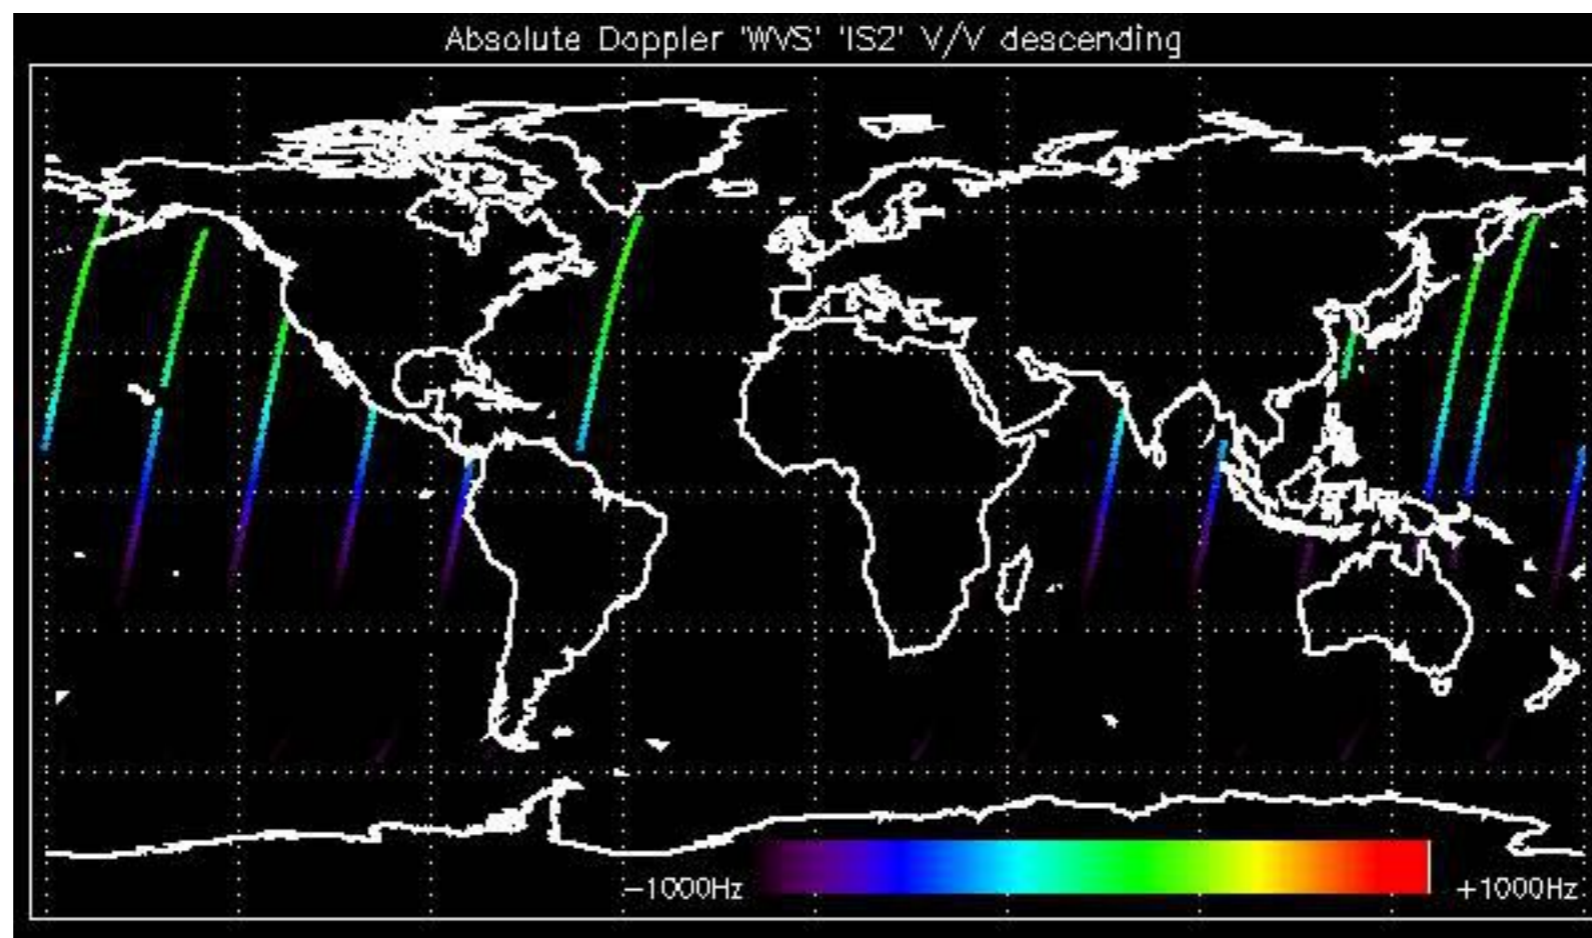 Absolute Doppler 'WVS' 'IS2' V/V descending
−1000Hz +1000Hz